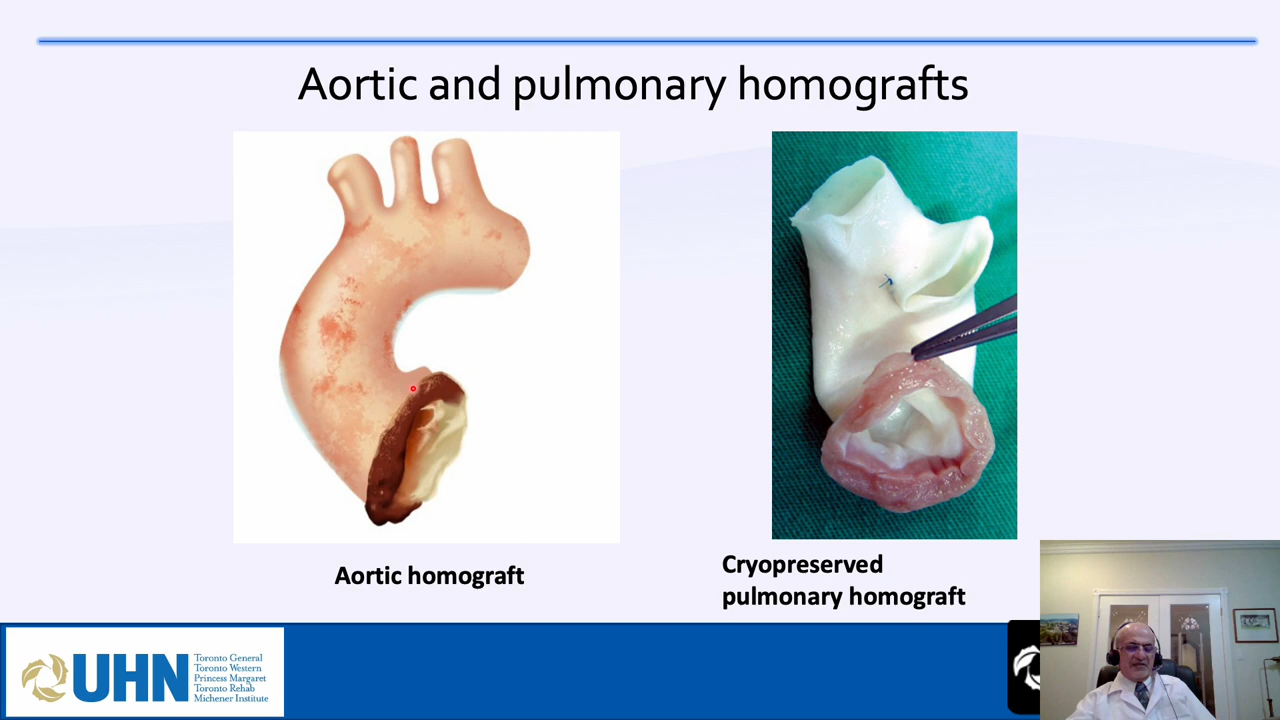 Aortic and pulmonary homografts
Aortic homograft
Cryopreserved
pulmonary homograft
UHN
Toronto General
Toronto Western
Princess Margaret
Toronto Rehab
Michener Institute